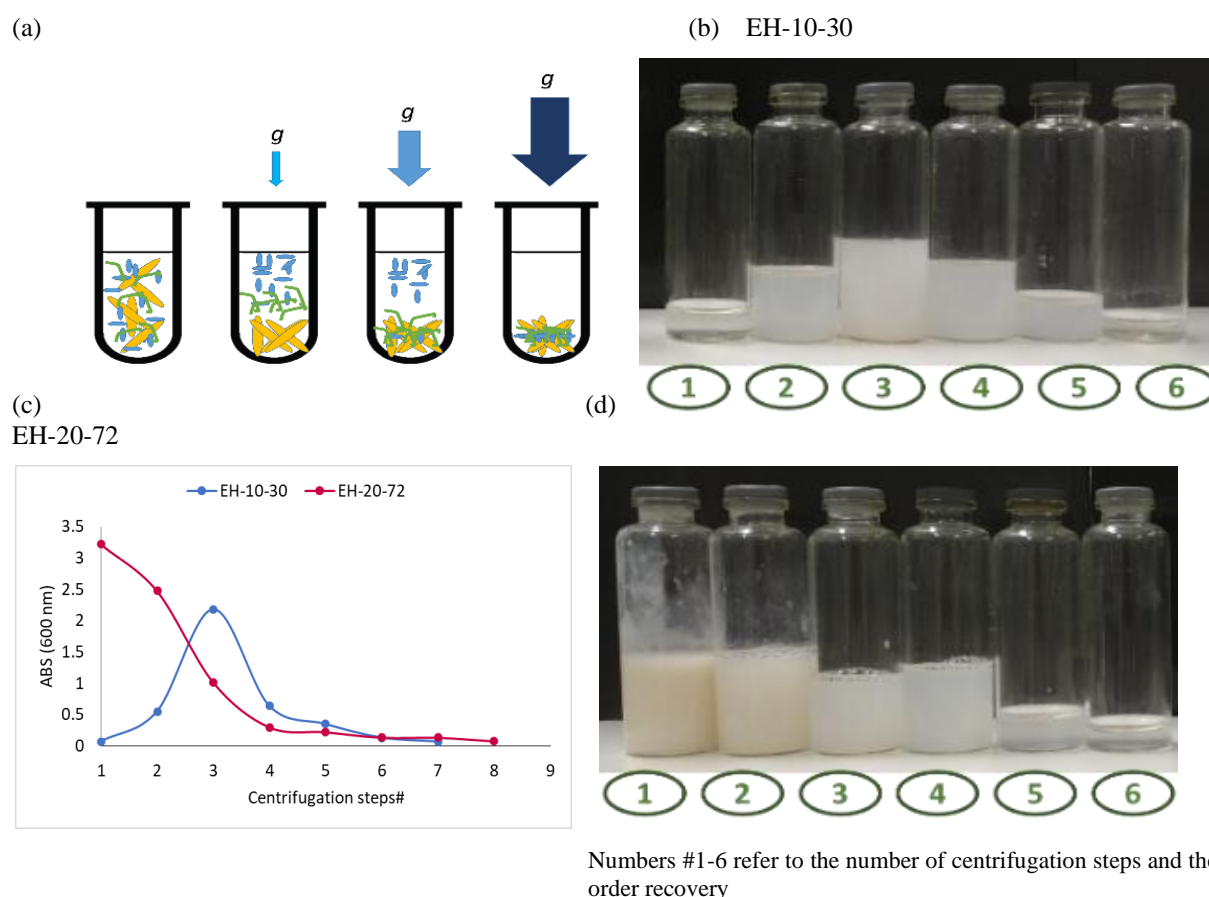 (a)
(b) EH-10-30
g
g
g
1 2 3 4 5 6
(c)
(d)
EH-20-72
EH-10-30 EH-20-72
3.5
3
2.5
2
1.5
1
0.5
0
ABS (600 nm)
1 2 3 4 5 6 7 8 9
Centrifugation steps#
1 2 3 4 5 6
Numbers #1-6 refer to the number of centrifugation steps and the
order recovery